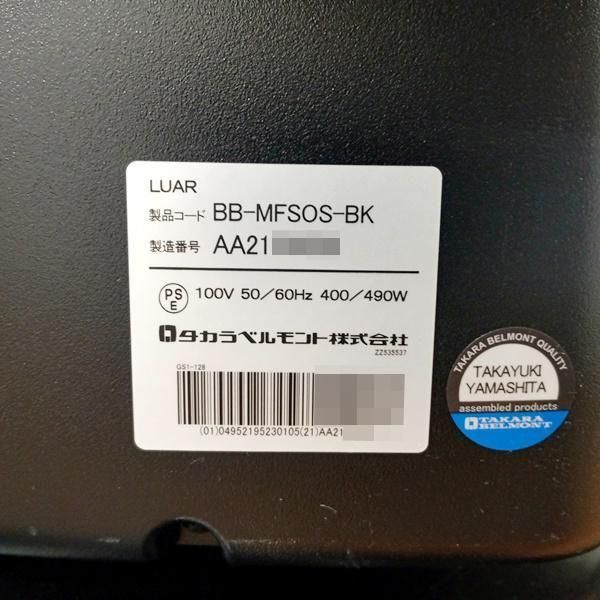 LUAR
製品コード BB-MFSOS-BK
製造番号 AA21
PS
E
100V 50/60Hz 400/490W
タカラベルモント株式会社
ZZ535537
GS1-128
(01)04952195230105(21)AA21
TAKARA BELMONT QUALITY
TAKAYUKI
YAMASHITA
assembled products
TAKARA
BELMONT